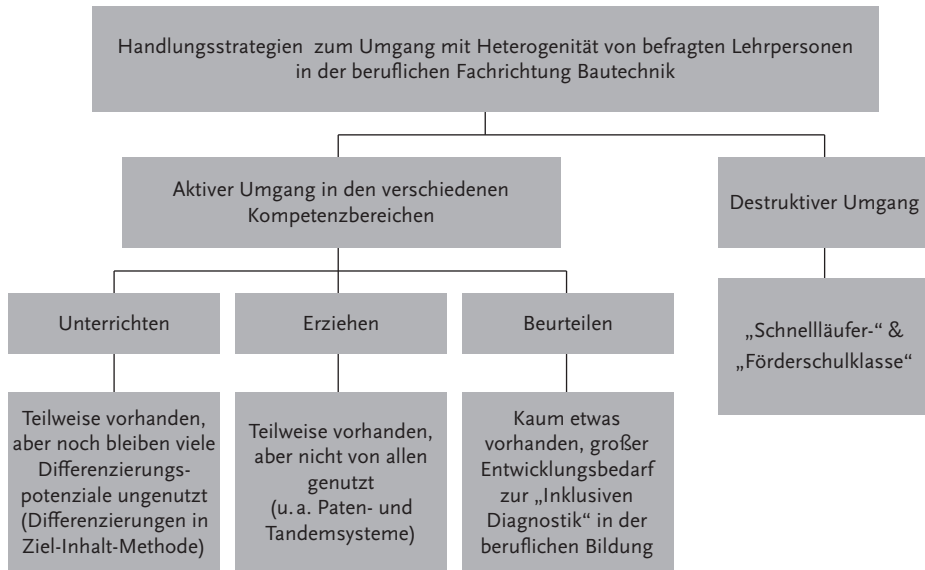 Handlungsstrategien zum Umgang mit Heterogenität von befragten Lehrpersonen
in der beruflichen Fachrichtung Bautechnik
Aktiver Umgang in den verschiedenen
Kompetenzbereichen
Destruktiver Umgang
Unterrichten
Erziehen
Beurteilen
„Schnellläufer-“ &
„Förderschulklasse“
Teilweise vorhanden,
aber noch bleiben viele
Differenzierungs-
potenziale ungenutzt
(Differenzierungen in
Ziel-Inhalt-Methode)
Teilweise vorhanden,
aber nicht von allen
genutzt
(u. a. Paten- und
Tandemsysteme)
Kaum etwas
vorhanden, großer
Entwicklungsbedarf
zur „Inklusiven
Diagnostik“ in der
beruflichen Bildung